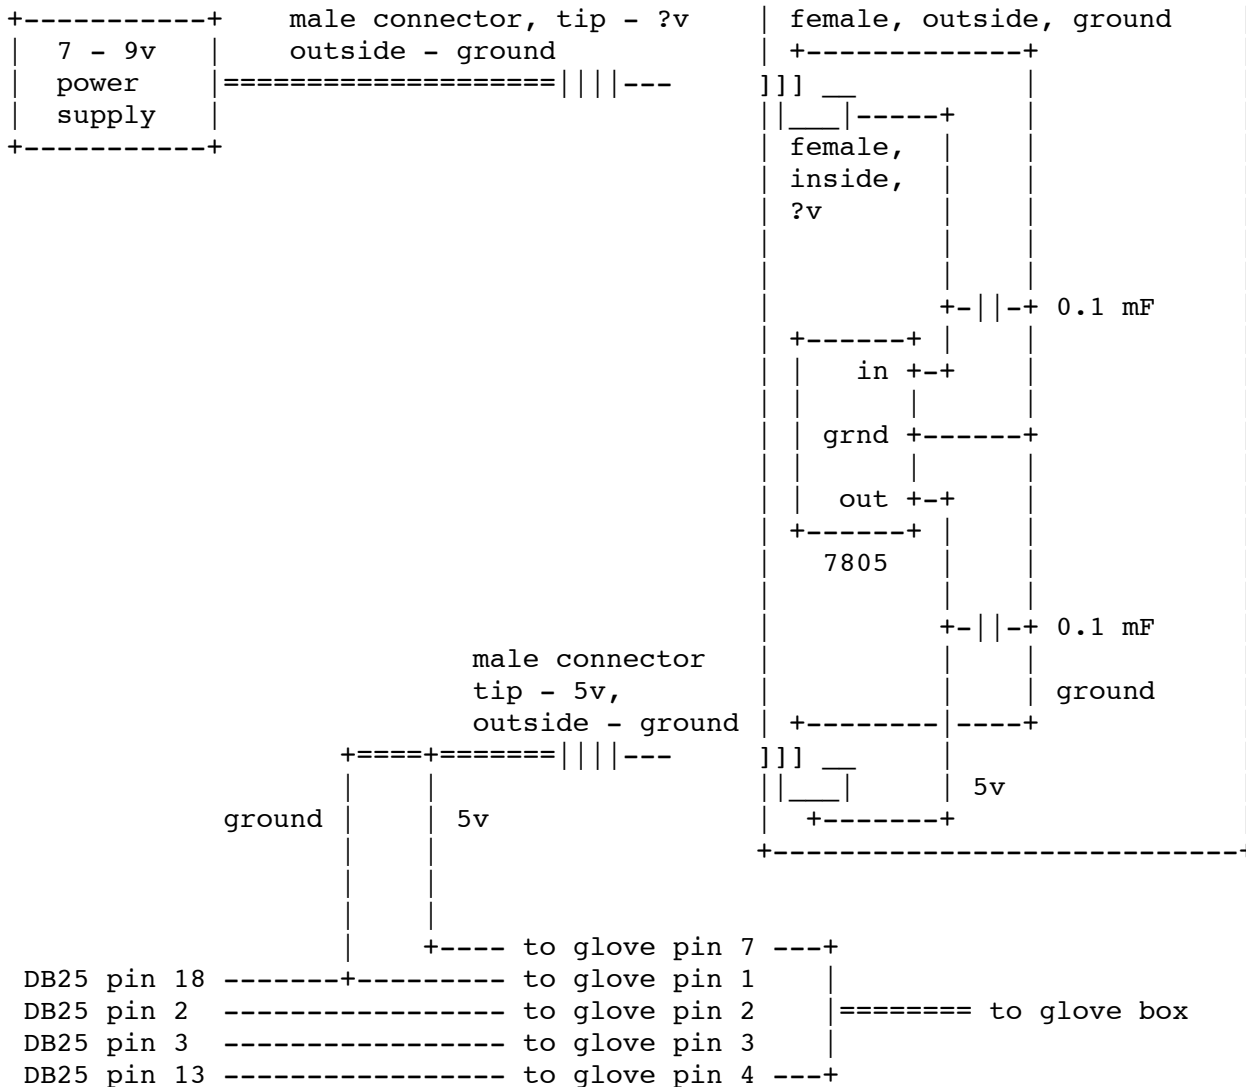 male connector, tip - ?v
female, outside, ground
7 - 9v
outside - ground
power
supply
female,
inside,
?v
0.1 mF
in
grnd
out
7805
0.1 mF
male connector
tip - 5v,
ground
outside - ground
5v
ground
5v
to glove pin 7
DB25 pin 18
to glove pin 1
DB25 pin 2
to glove pin 2
to glove box
DB25 pin 3
to glove pin 3
DB25 pin 13
to glove pin 4